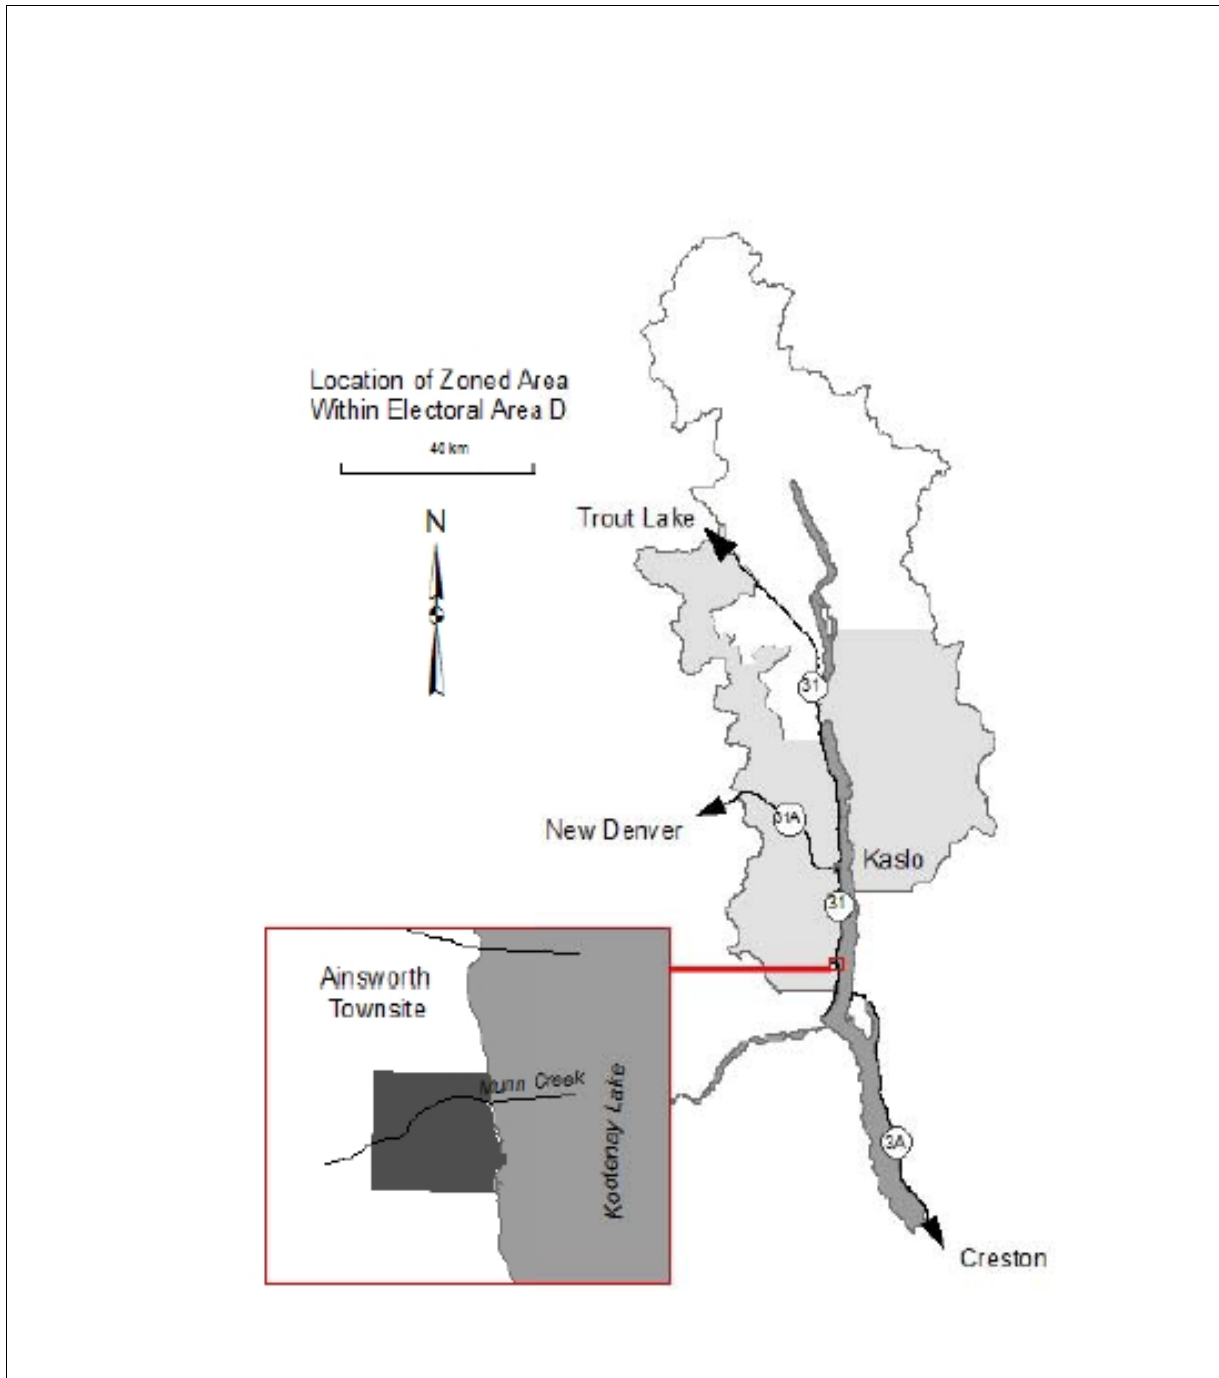 Location of Zoned Area
Within Electoral Area D
40 km
N
Trout Lake
31
New Denver
31A
Kaslo
31
Ainsworth
Townsite
Munn Creek
Kootenay Lake
3A
Creston